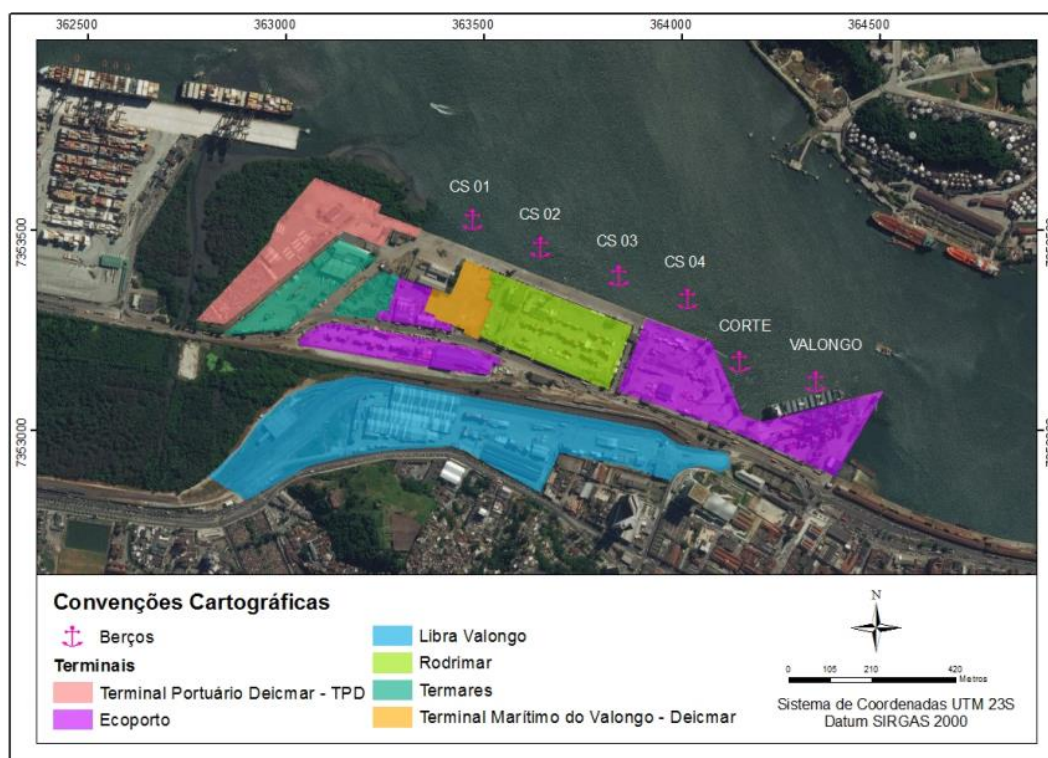 362500 363000 363500 364000 364500
7353500
7353000
CS 01
CS 02
CS 03
CS 04
CORTE
VALONGO
Convenções Cartográficas
Berços
Terminais
Terminal Portuário Deicmar - TPD
Ecoporto
Libra Valongo
Rodrimar
Termares
Terminal Marítimo do Valongo - Deicmar
N
0 105 210 420
Metros
Sistema de Coordenadas UTM 23S
Datum SIRGAS 2000